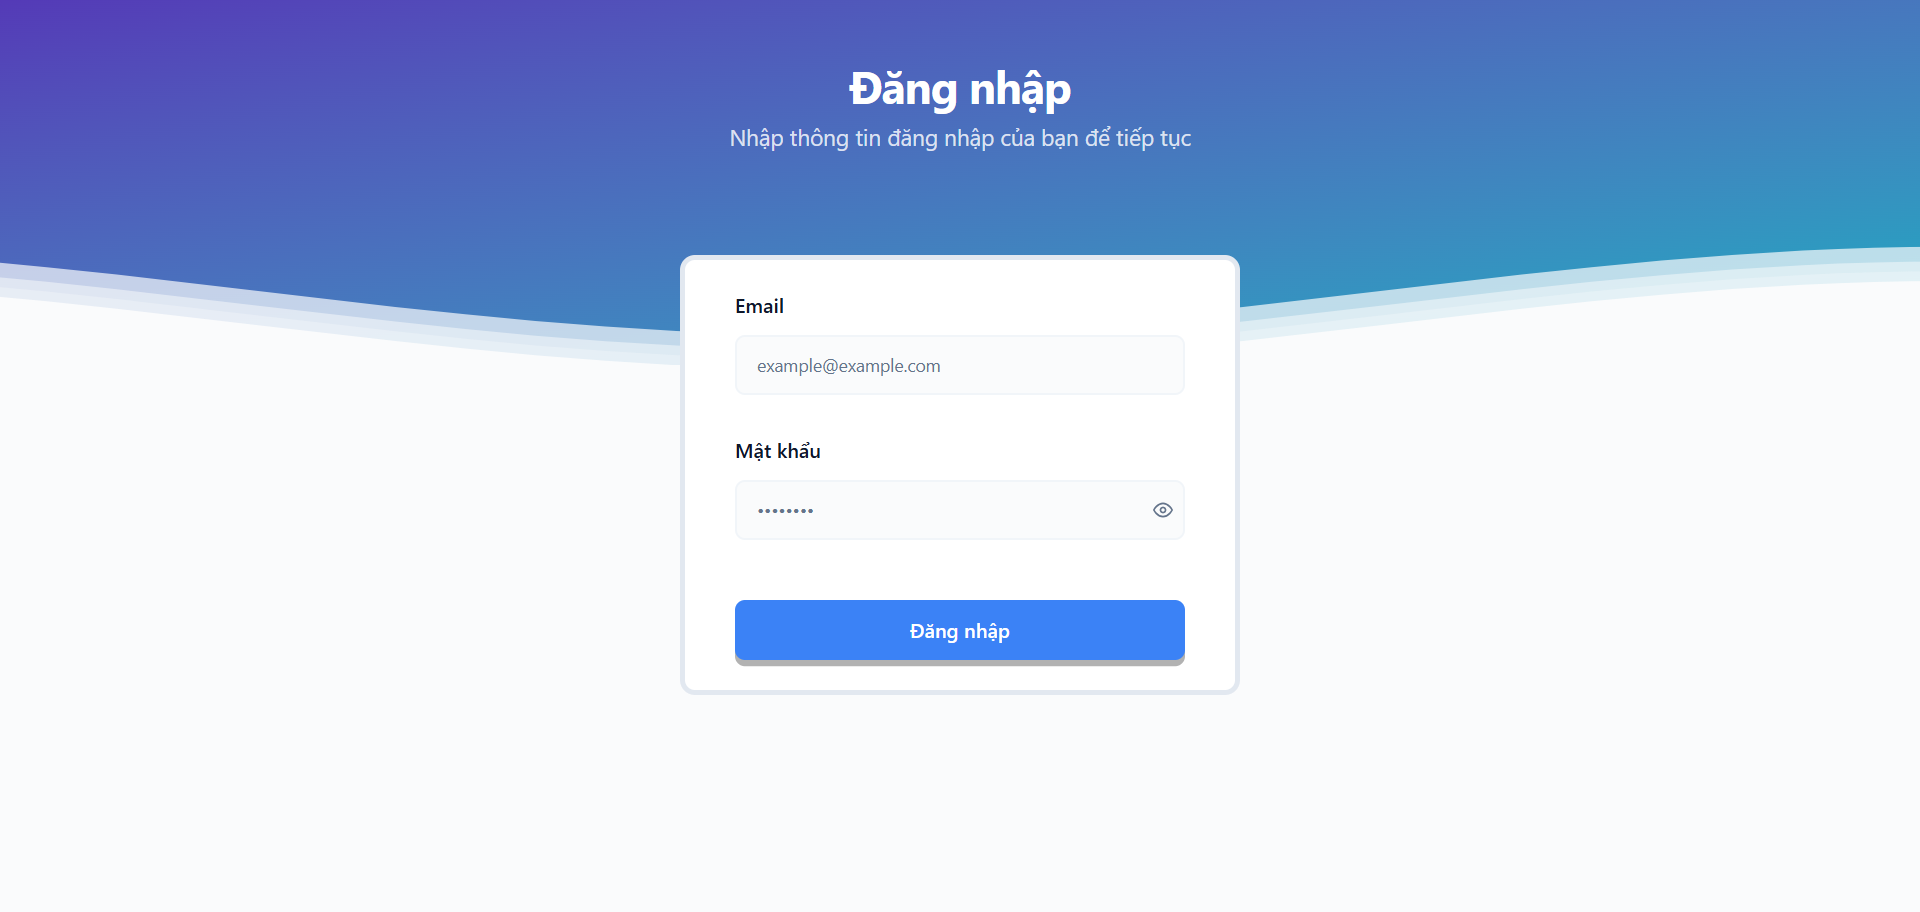 Đăng nhập
Nhập thông tin đăng nhập của bạn để tiếp tục
Email
example@example.com
Mật khẩu
••••••••
Đăng nhập